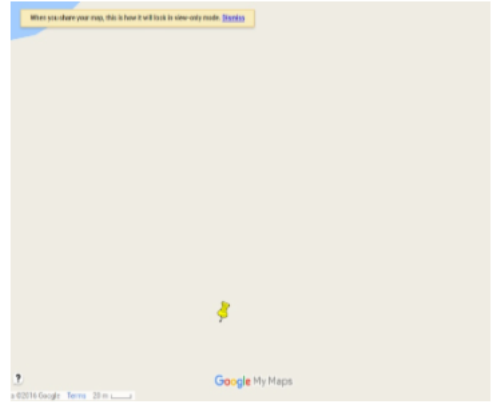 When you share your map, this is how it will look in view-only mode. Dismiss
?
Google My Maps
©2016 Google Terms 20 m